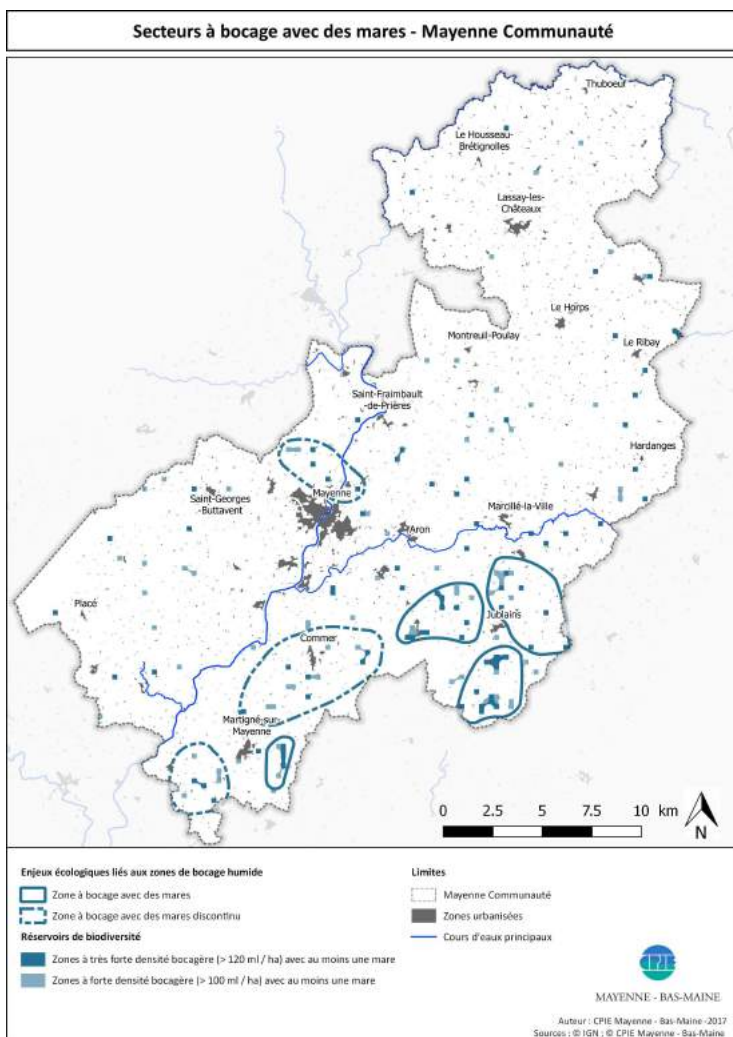 Secteurs à bocage avec des mares - Mayenne Communauté
Thuboeuf
Le Housseau-
Brétignolles
Lassay-les-
Châteaux
Le Horps
Montreuil-Poulay
Le Ribay
Saint-Fraimbault
-de-Prières
Hardanges
Saint-Georges
-Buttavent
Mayenne
Marcillé-la-Ville
Aron
Placé
Jublains
Commer
Martigné-sur-
Mayenne
0 2.5 5 7.5 10 km
N
Enjeux écologiques liés aux zones de bocage humide
Zone à bocage avec des mares
Zone à bocage avec des mares discontinu
Réservoirs de biodiversité
Zones à très forte densité bocagère (> 120 ml / ha) avec au moins une mare
Zones à forte densité bocagère (> 100 ml / ha) avec au moins une mare
Limites
Mayenne Communauté
Zones urbanisées
Cours d'eaux principaux
CPIE
MAYENNE - BAS-MAINE
Auteur : CPIE Mayenne - Bas-Maine -2017
Sources : © IGN ; © CPIE Mayenne - Bas-Maine